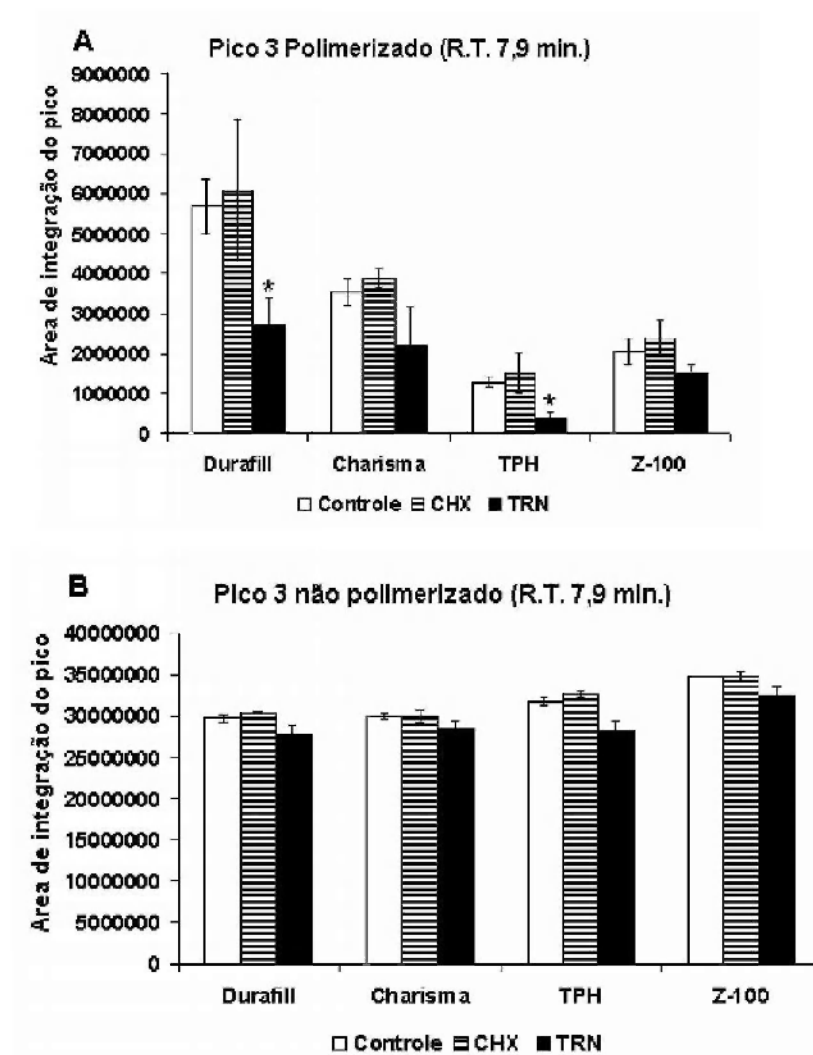 A
Pico 3 Polimerizado (R.T. 7,9 min.)
Área de integração do pico
9000000
8000000
7000000
6000000
5000000
4000000
3000000
2000000
1000000
0
*
*
Durafill Charisma TPH Z-100
Controle CHX TRN
B
Pico 3 não polimerizado (R.T. 7,9 min.)
Área de integração do pico
40000000
35000000
30000000
25000000
20000000
15000000
10000000
5000000
0
Durafill Charisma TPH Z-100
Controle CHX TRN